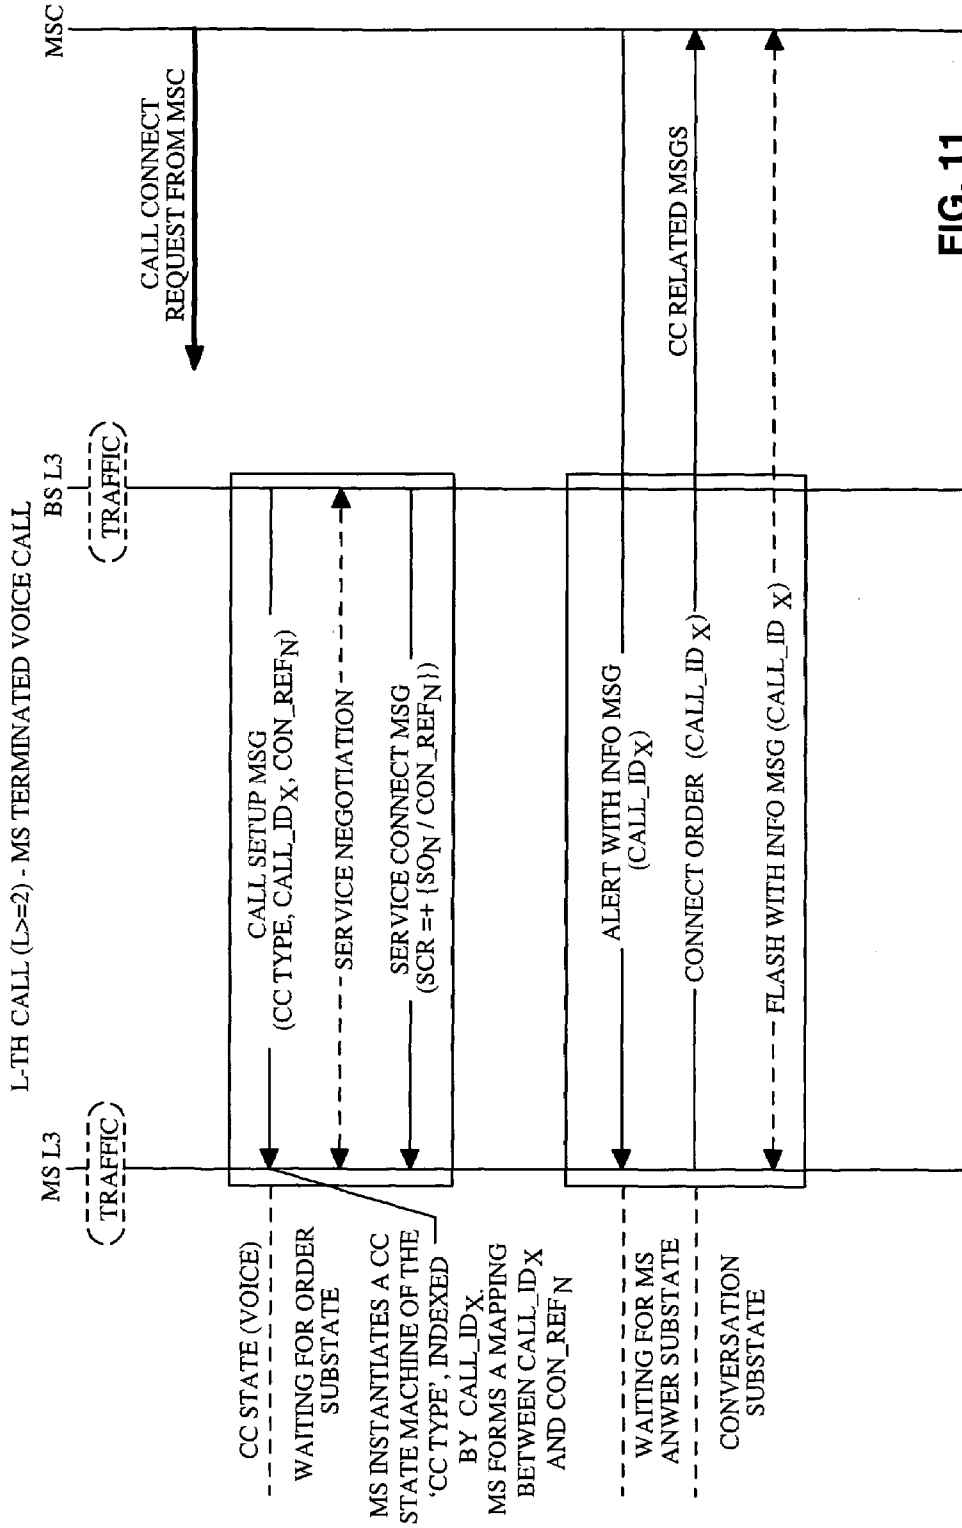 L-TH CALL (L>=2) - MS TERMINATED VOICE CALL
MS L3
BS L3
MSC
(TRAFFIC)
(TRAFFIC)
CALL CONNECT
REQUEST FROM MSC
CC STATE (VOICE)
WAITING FOR ORDER
SUBSTATE
CALL SETUP MSG
(CC TYPE, CALL_IDX, CON_REFN)
SERVICE NEGOTIATION
SERVICE CONNECT MSG
(SCR =+ {SON / CON_REFN})
MS INSTANTIATES A CC
STATE MACHINE OF THE
'CC TYPE', INDEXED
BY CALL_IDX.
MS FORMS A MAPPING
BETWEEN CALL_IDX
AND CON_REFN
ALERT WITH INFO MSG
(CALL_IDX)
WAITING FOR MS
ANWER SUBSTATE
CONNECT ORDER (CALL_ID X)
CC RELATED MSGS
CONVERSATION
SUBSTATE
FLASH WITH INFO MSG (CALL_ID X)
FIG. 11